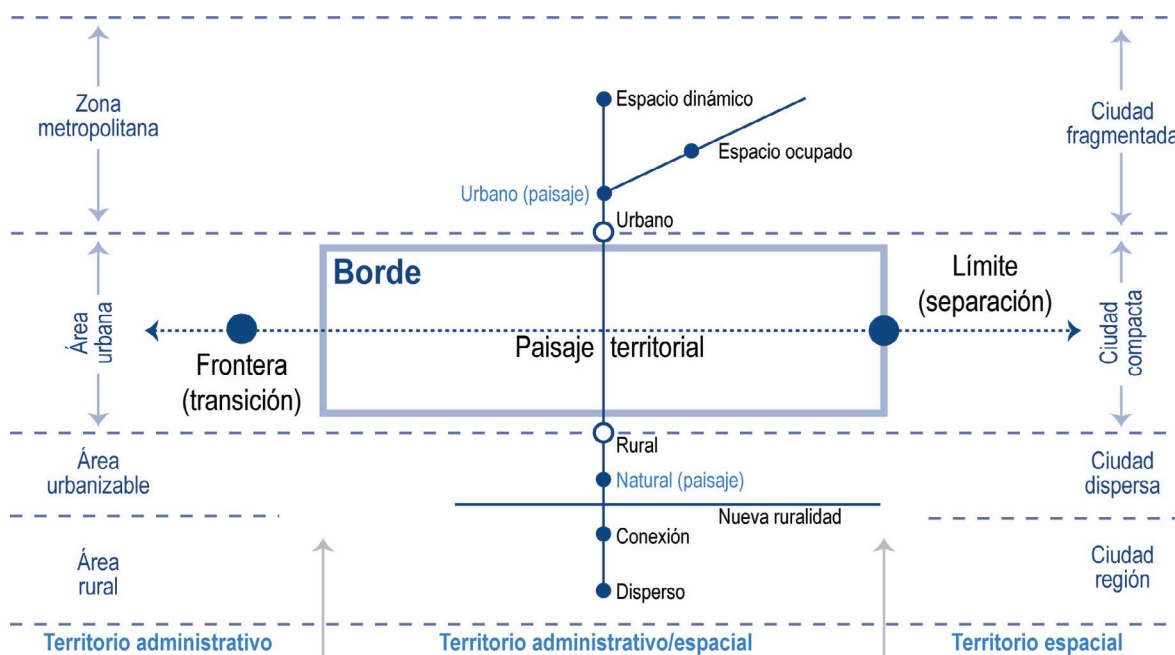 Zona
metropolitana
Espacio dinámico
Espacio ocupado
Urbano (paisaje)
Urbano
Ciudad
fragmentada
Área
urbana
Borde
Frontera
(transición)
Paisaje territorial
Límite
(separación)
Ciudad
compacta
Área
urbanizable
Rural
Natural (paisaje)
Nueva ruralidad
Ciudad
dispersa
Área
rural
Conexión
Disperso
Ciudad
región
Territorio administrativo
Territorio administrativo/espacial
Territorio espacial